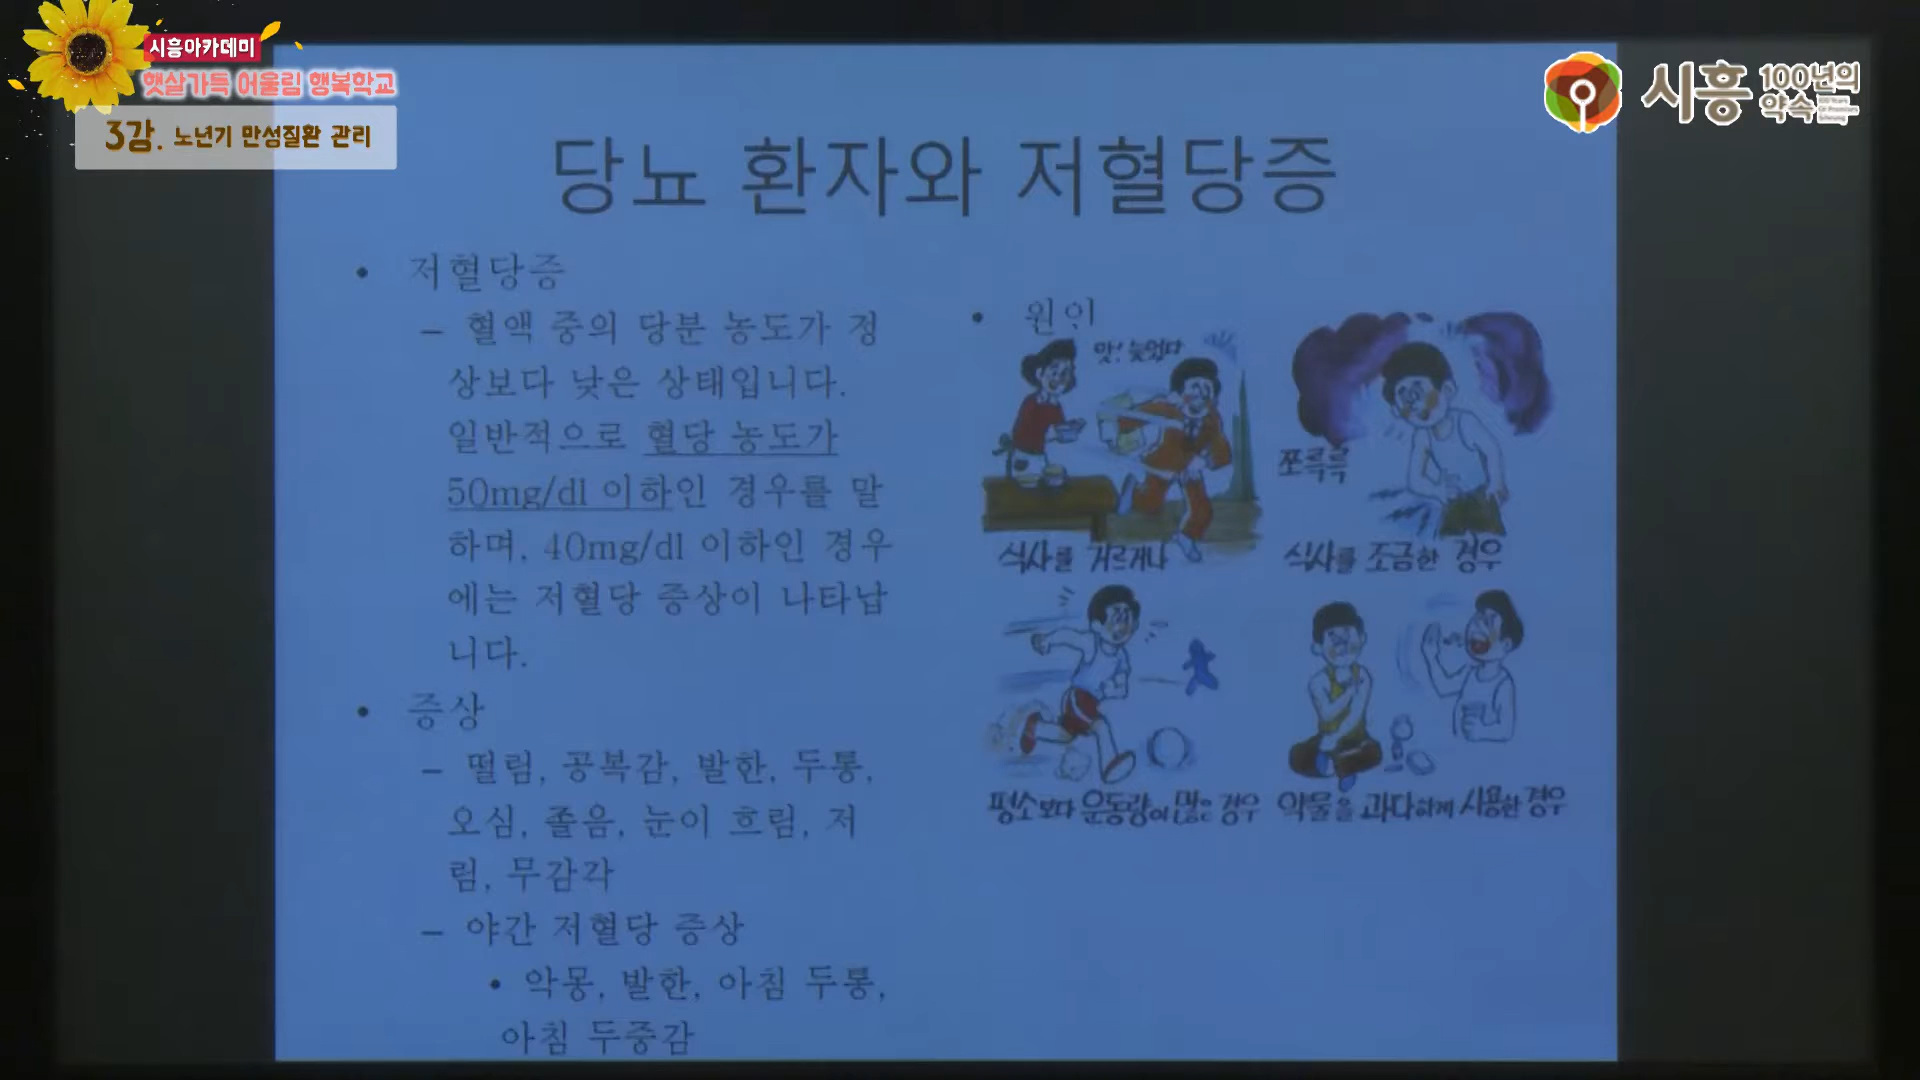 시흥아카데미
햇살가득 어울림 행복학교
3강. 노년기 만성질환 관리
시흥 100년의
약속
당뇨 환자와 저혈당증
• 저혈당증
– 혈액 중의 당분 농도가 정
상보다 낮은 상태입니다.
일반적으로 혈당 농도가
50mg/dl 이하인 경우를 말
하며, 40mg/dl 이하인 경우
에는 저혈당 증상이 나타납
니다.
• 증상
– 떨림, 공복감, 발한, 두통,
오심, 졸음, 눈이 흐림, 저
림, 무감각
– 야간 저혈당 증상
• 악몽, 발한, 아침 두통,
아침 두중감
• 원인
앗! 늦었다
식사를 거르거나
쪼르륵
식사를 조금한 경우
평소보다 운동량이 많은 경우
약물을 과다하게 사용한 경우